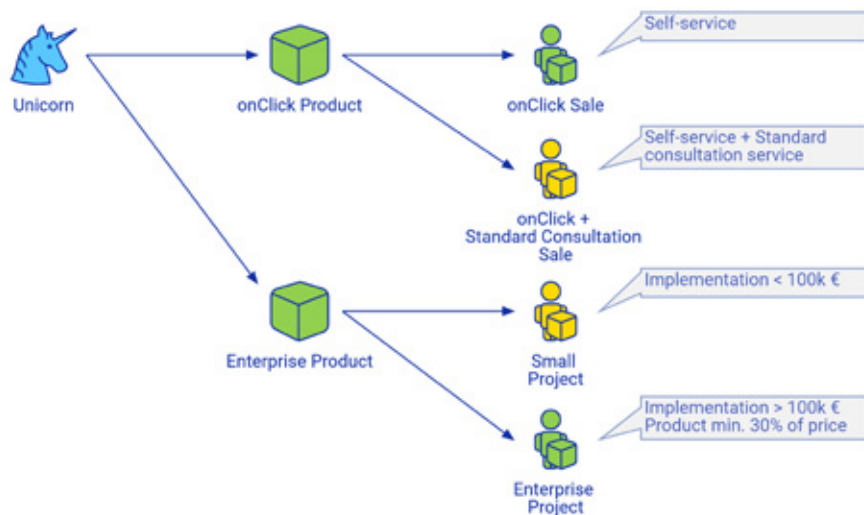 Self-service
Unicorn
onClick Product
onClick Sale
Self-service + Standard
consultation service
onClick +
Standard Consultation
Sale
Implementation < 100k €
Enterprise Product
Small
Project
Implementation > 100k €
Product min. 30% of price
Enterprise
Project